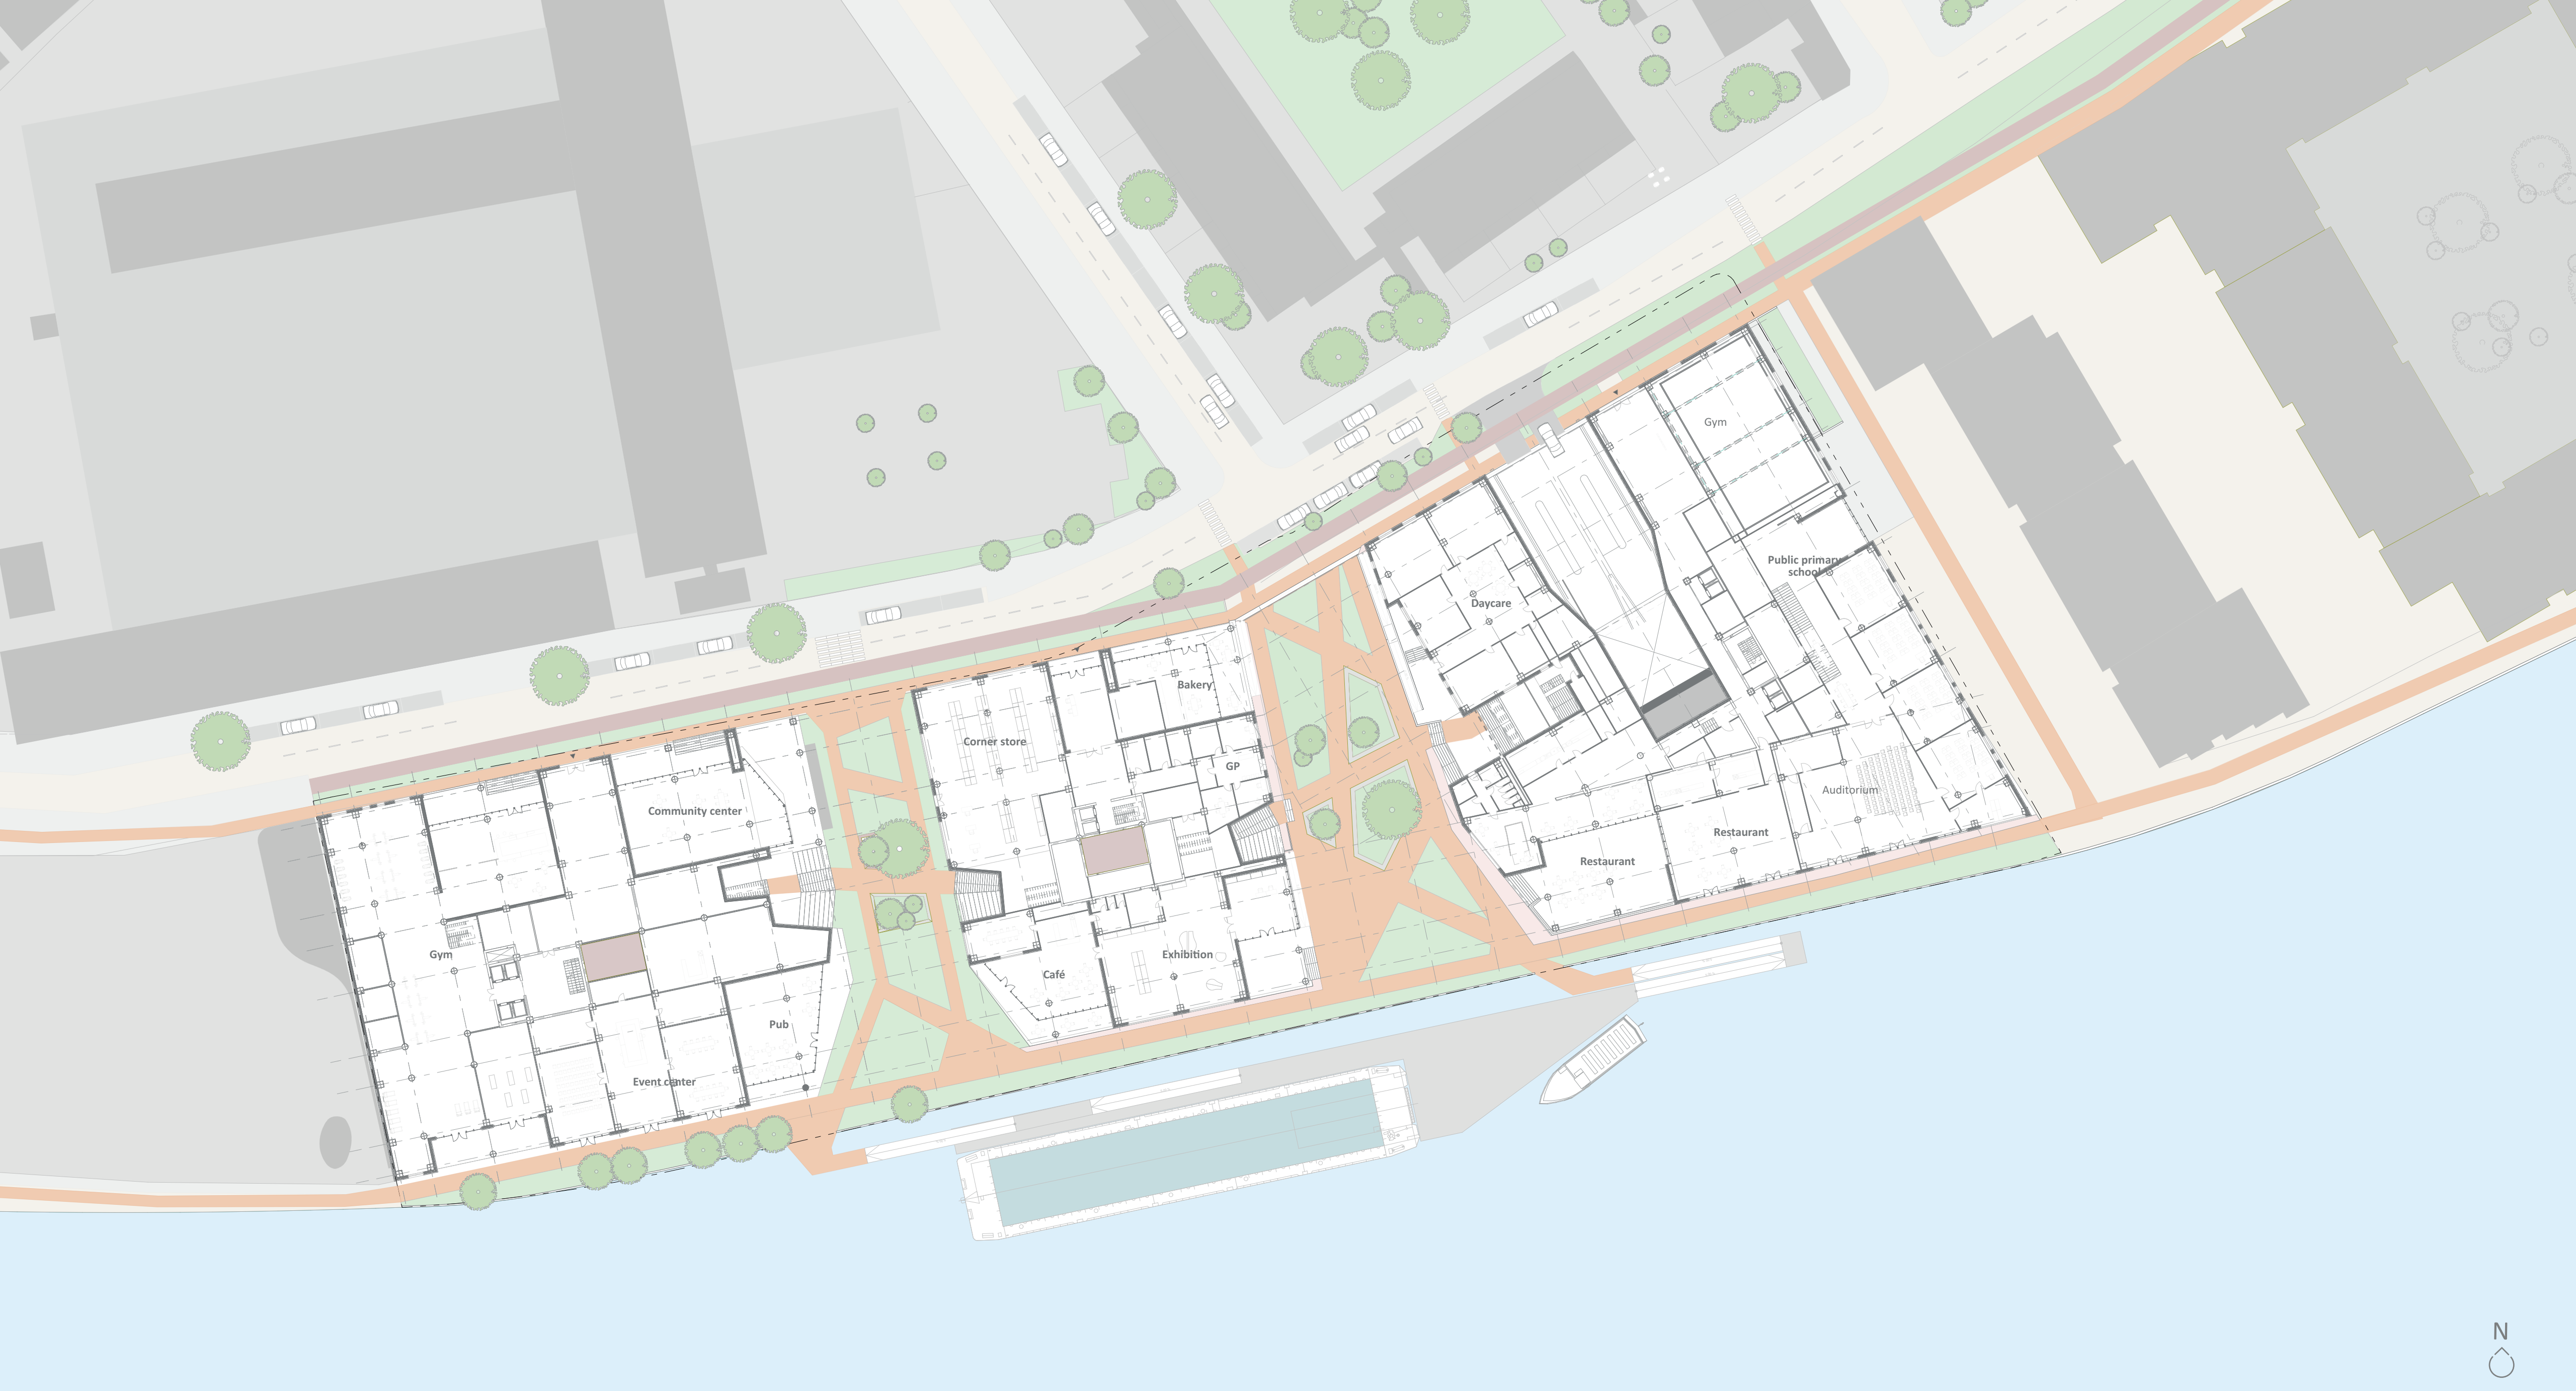 Gym
Public primary
school
Daycare
Bakery
Corner store
GP
Community center
Auditorium
Restaurant
Restaurant
Gym
Exhibition
Café
Pub
Event center
N